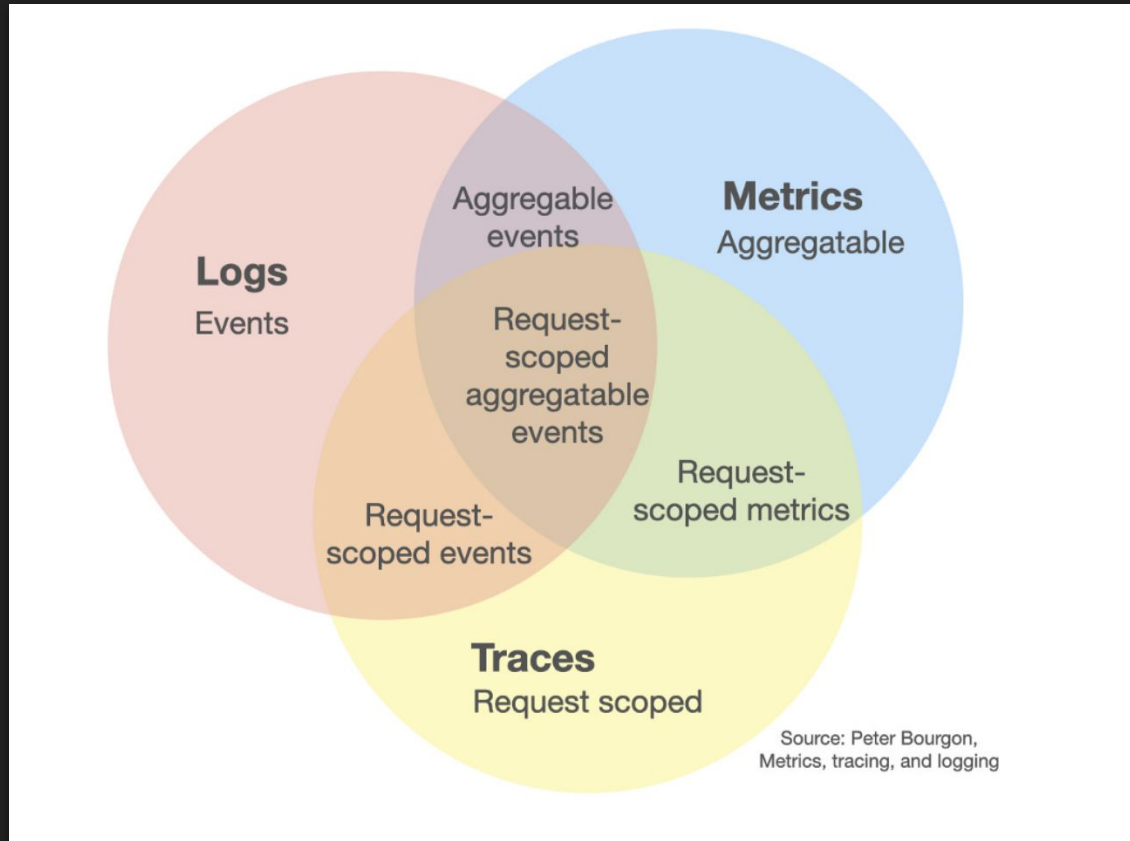 Aggregable
events
Metrics
Aggregatable
Logs
Events
Request-
scoped
aggregatable
events
Request-
scoped metrics
Request-
scoped events
Traces
Request scoped
Source: Peter Bourgon,
Metrics, tracing, and logging